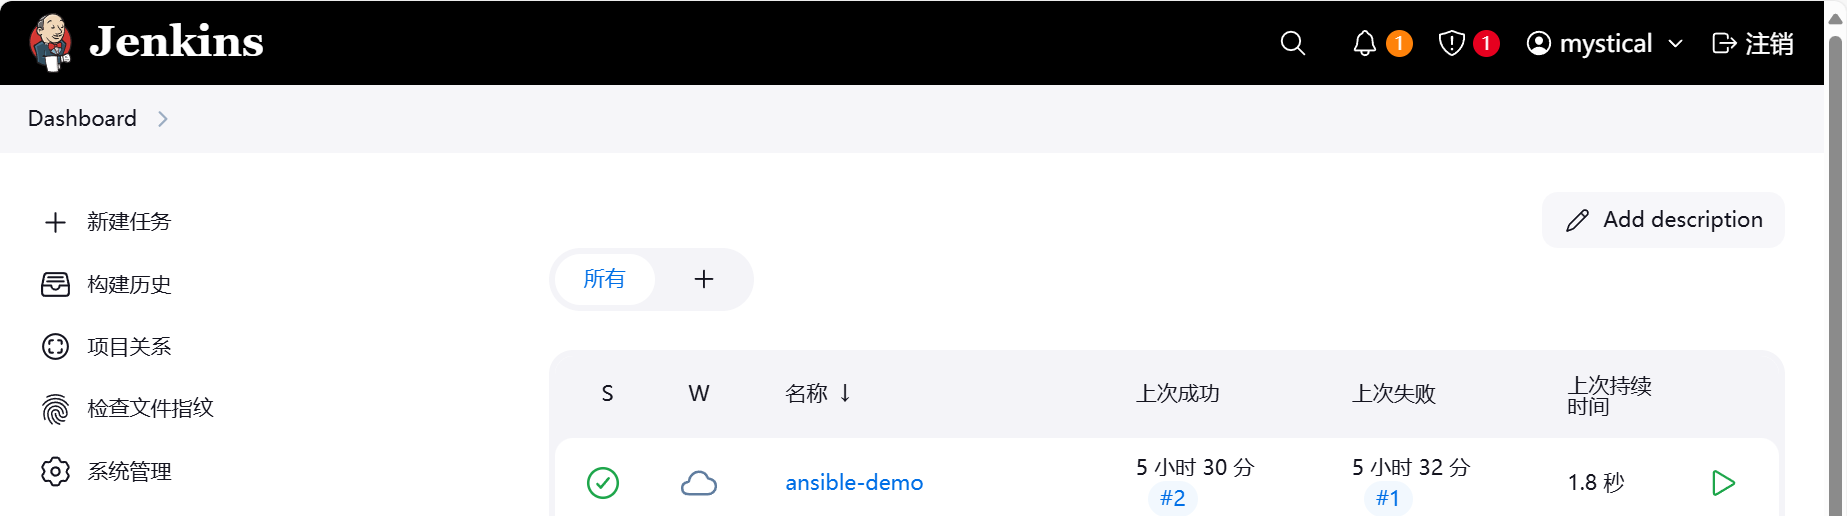 Jenkins
1
1
mystical
注销
Dashboard
新建任务
构建历史
项目关系
检查文件指纹
系统管理
Add description
所有
S W 名称 ↓ 上次成功 上次失败 上次持续
时间
ansible-demo 5 小时 30 分 5 小时 32 分 1.8 秒
#2 #1